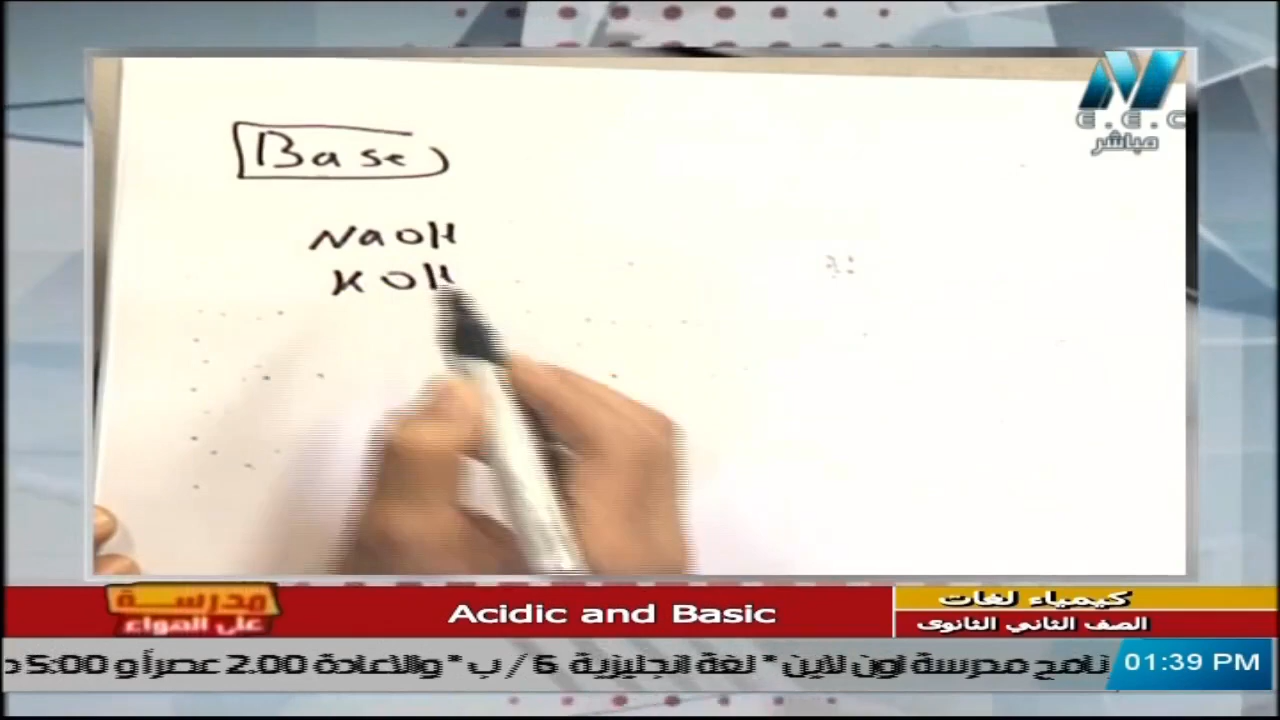 E.E.C
مباشر
Base
NaOH
KOH
مدرسة
على الهواء
Acidic and Basic
كيمياء لغات
الصف الثاني الثانوى
نامج مدرسة اون لاين " لغة انجليزية 6 / ب " والاعادة 2.00 عصراً و 5:00
01:39 PM